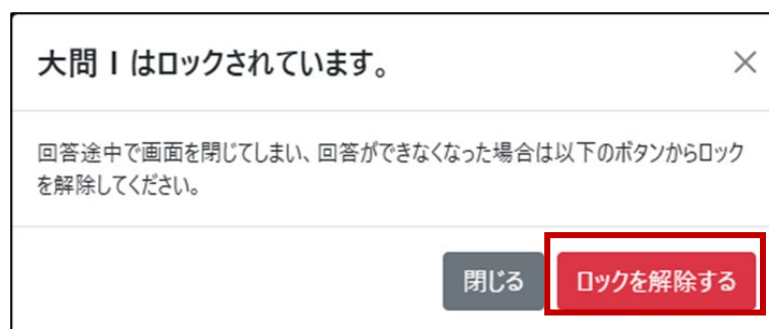 大問Ⅰはロックされています。
回答途中で画面を閉じてしまい、回答ができなくなった場合は以下のボタンからロック
を解除してください。
閉じる ロックを解除する